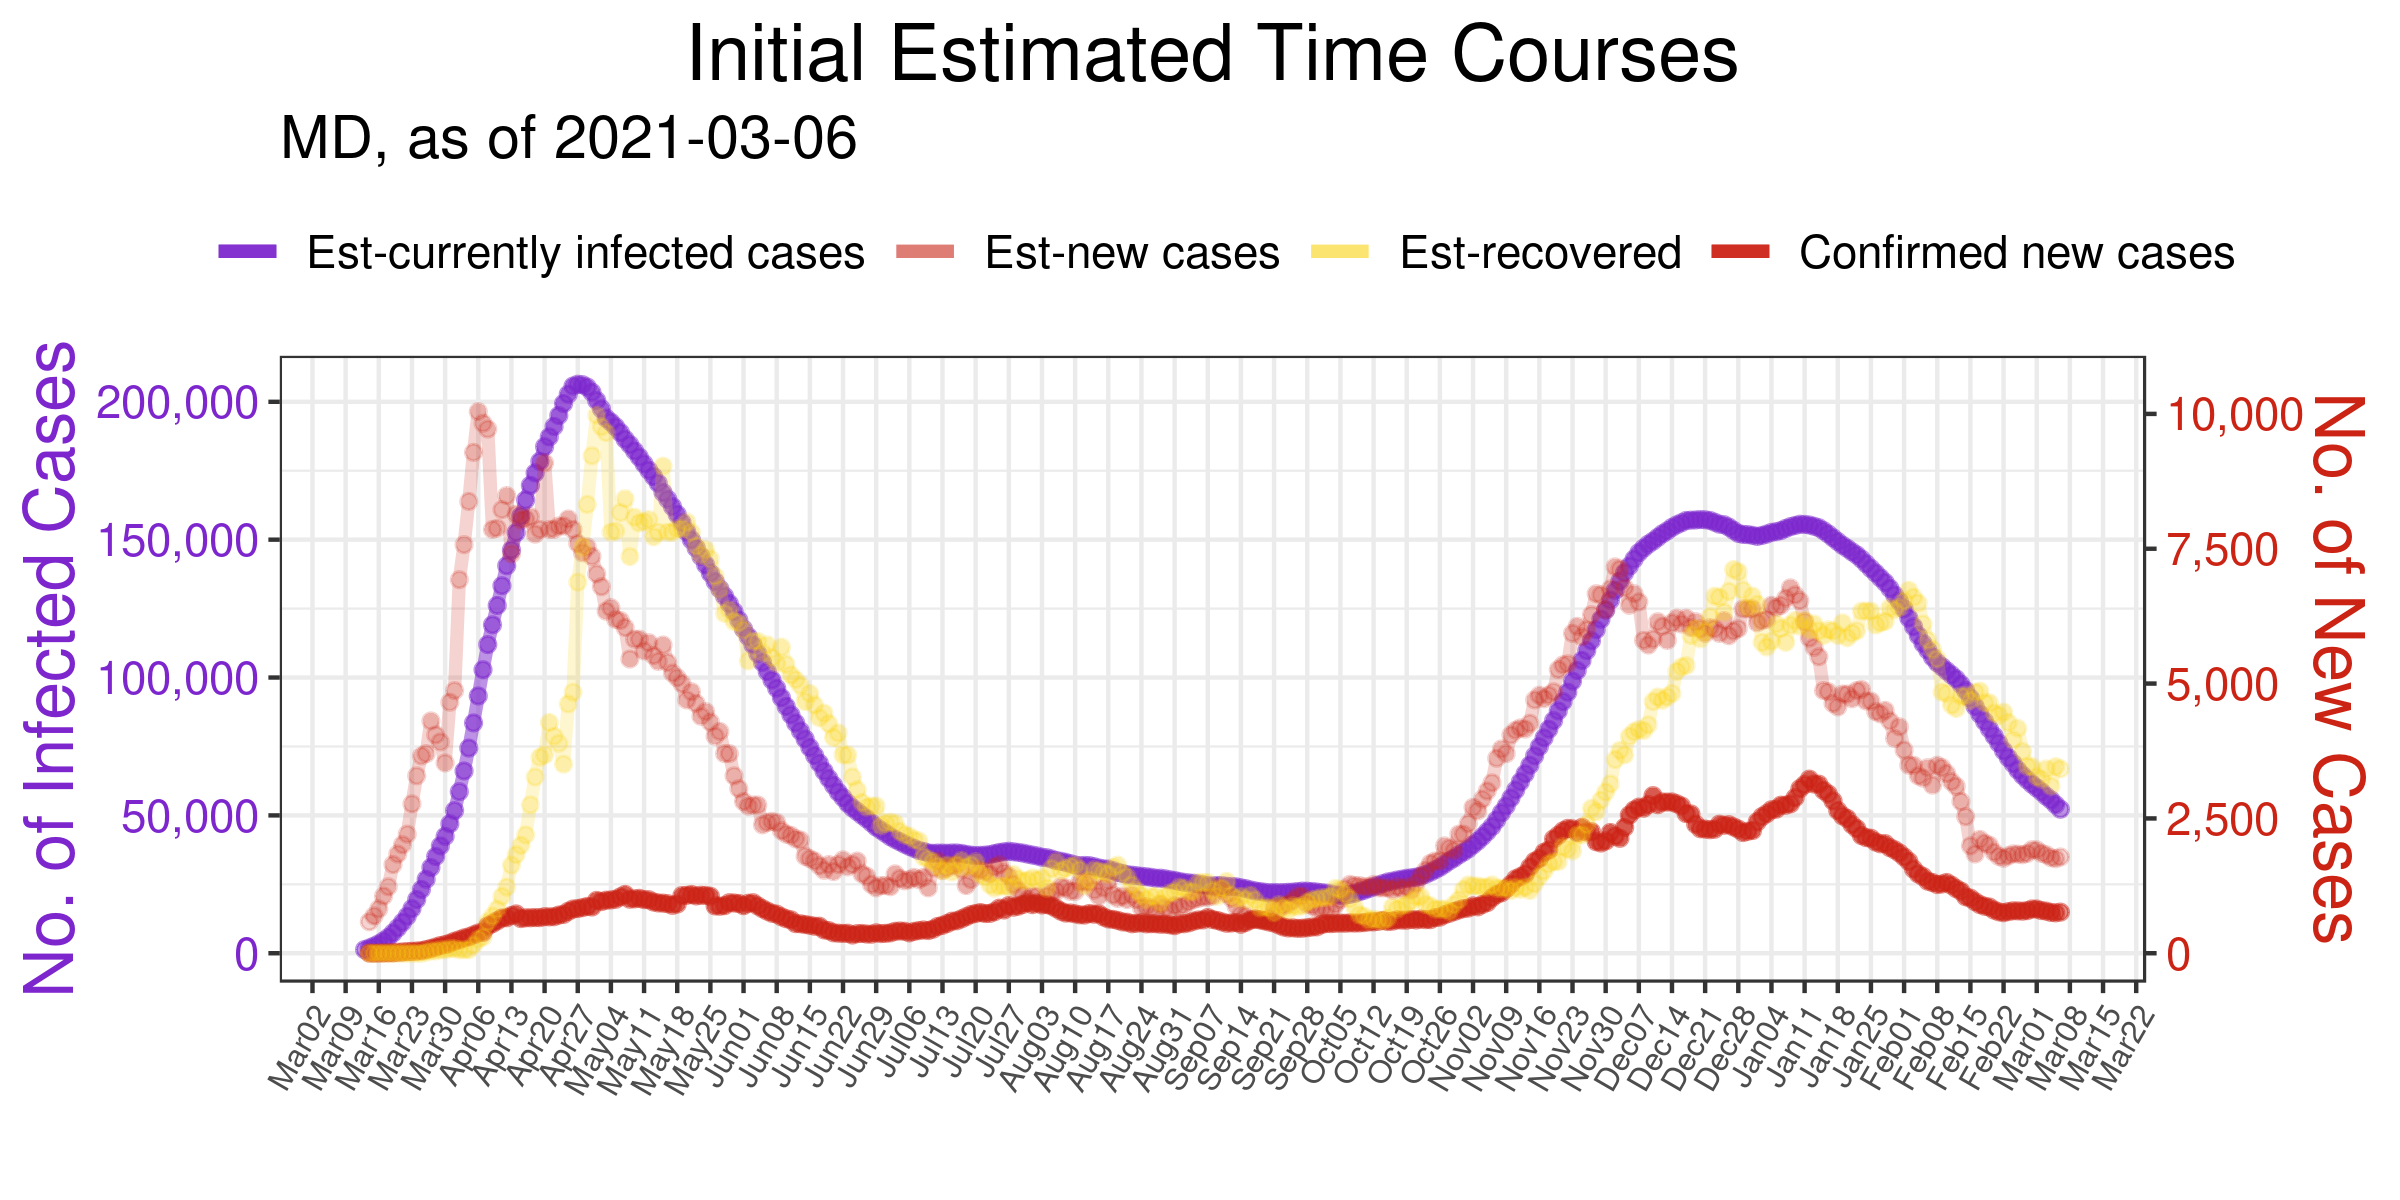 Initial Estimated Time Courses
MD, as of 2021-03-06
Est-currently infected cases Est-new cases Est-recovered Confirmed new cases
No. of Infected Cases
200,000
150,000
100,000
50,000
0
No. of New Cases
10,000
7,500
5,000
2,500
0
Mar02 Mar09 Mar16 Mar23 Mar30 Apr06 Apr13 Apr20 Apr27 May04 May11 May18 May25 Jun01 Jun08 Jun15 Jun22 Jun29 Jul06 Jul13 Jul20 Jul27 Aug03 Aug10 Aug17 Aug24 Aug31 Sep07 Sep14 Sep21 Sep28 Oct05 Oct12 Oct19 Oct26 Nov02 Nov09 Nov16 Nov23 Nov30 Dec07 Dec14 Dec21 Dec28 Jan04 Jan11 Jan18 Jan25 Feb01 Feb08 Feb15 Feb22 Mar01 Mar08 Mar15 Mar22